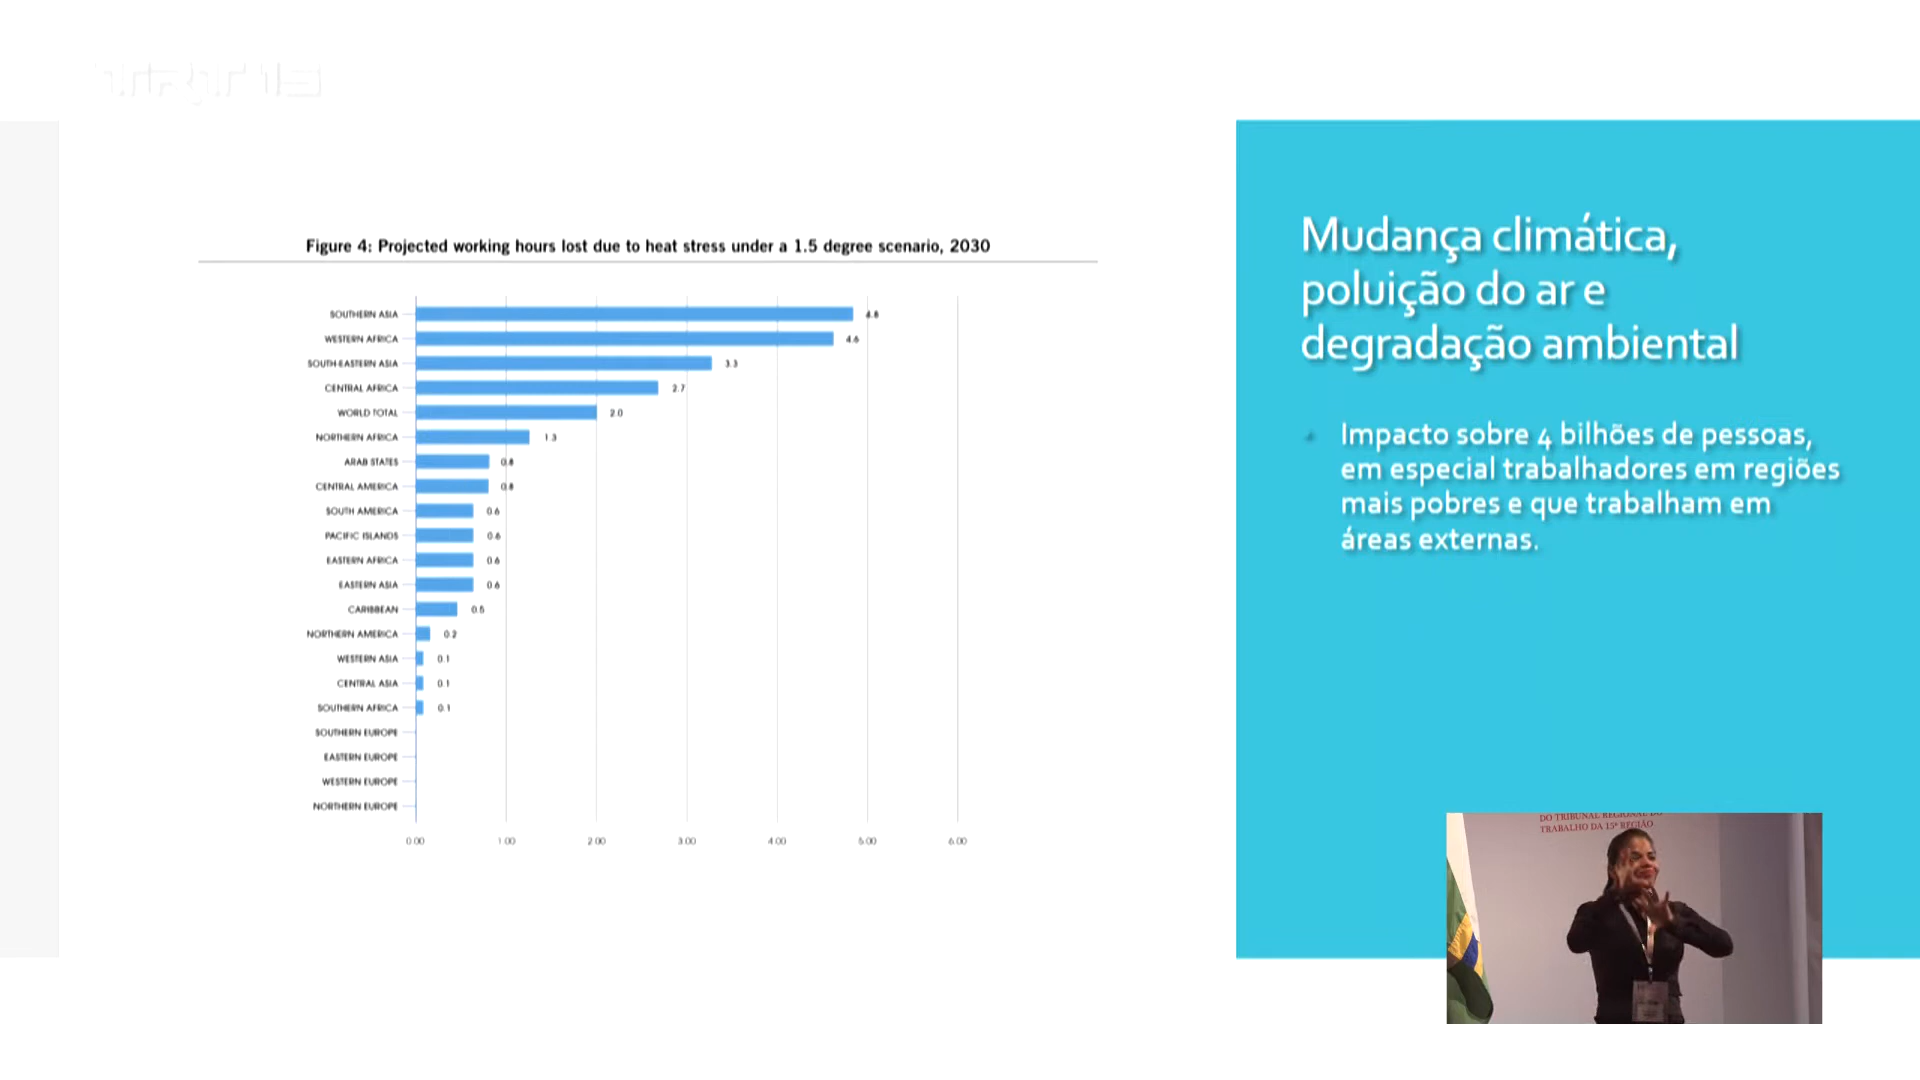 TRT 15
Figure 4: Projected working hours lost due to heat stress under a 1.5 degree scenario, 2030
SOUTHERN ASIA 4.8
WESTERN AFRICA 4.6
SOUTH-EASTERN ASIA 3.3
CENTRAL AFRICA 2.7
WORLD TOTAL 2.0
NORTHERN AFRICA 1.3
ARAB STATES 0.8
CENTRAL AMERICA 0.8
SOUTH AMERICA 0.6
PACIFIC ISLANDS 0.6
EASTERN AFRICA 0.6
EASTERN ASIA 0.6
CARIBBEAN 0.5
NORTHERN AMERICA 0.2
WESTERN ASIA 0.1
CENTRAL ASIA 0.1
SOUTHERN AFRICA 0.1
SOUTHERN EUROPE
EASTERN EUROPE
WESTERN EUROPE
NORTHERN EUROPE
0.00 1.00 2.00 3.00 4.00 5.00 6.00
Mudança climática,
poluição do ar e
degradação ambiental
Impacto sobre 4 bilhões de pessoas,
em especial trabalhadores em regiões
mais pobres e que trabalham em
áreas externas.
DO TRIBUNAL REGIONAL DO
TRABALHO DA 15ª REGIÃO